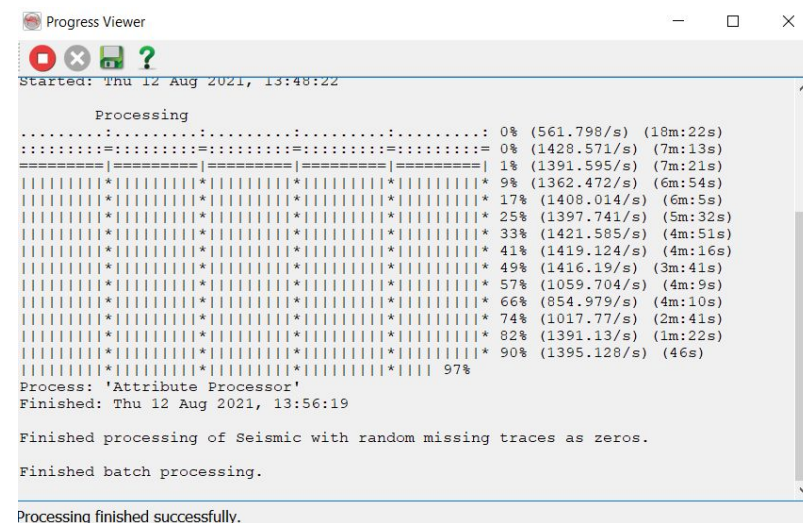 Progress Viewer
Started: Thu 12 Aug 2021, 13:48:22
Processing
.........:.........:.........:.........:.........: 0% (561.798/s) (18m:22s)
:::::::::=:::::::::=:::::::::=:::::::::=:::::::::= 0% (1428.571/s) (7m:13s)
=========|=========|=========|=========|=========| 1% (1391.595/s) (7m:21s)
|||||||||*|||||||||*|||||||||*|||||||||*|||||||||* 9% (1362.472/s) (6m:54s)
|||||||||*|||||||||*|||||||||*|||||||||*|||||||||* 17% (1408.014/s) (6m:5s)
|||||||||*|||||||||*|||||||||*|||||||||*|||||||||* 25% (1397.741/s) (5m:32s)
|||||||||*|||||||||*|||||||||*|||||||||*|||||||||* 33% (1421.585/s) (4m:51s)
|||||||||*|||||||||*|||||||||*|||||||||*|||||||||* 41% (1419.124/s) (4m:16s)
|||||||||*|||||||||*|||||||||*|||||||||*|||||||||* 49% (1416.19/s) (3m:41s)
|||||||||*|||||||||*|||||||||*|||||||||*|||||||||* 57% (1059.704/s) (4m:9s)
|||||||||*|||||||||*|||||||||*|||||||||*|||||||||* 66% (854.979/s) (4m:10s)
|||||||||*|||||||||*|||||||||*|||||||||*|||||||||* 74% (1017.77/s) (2m:41s)
|||||||||*|||||||||*|||||||||*|||||||||*|||||||||* 82% (1391.13/s) (1m:22s)
|||||||||*|||||||||*|||||||||*|||||||||*|||||||||* 90% (1395.128/s) (46s)
|||||||||*|||||||||*|||||||||*|||||||||*|||| 97%
Process: 'Attribute Processor'
Finished: Thu 12 Aug 2021, 13:56:19
Finished processing of Seismic with random missing traces as zeros.
Finished batch processing.
Processing finished successfully.